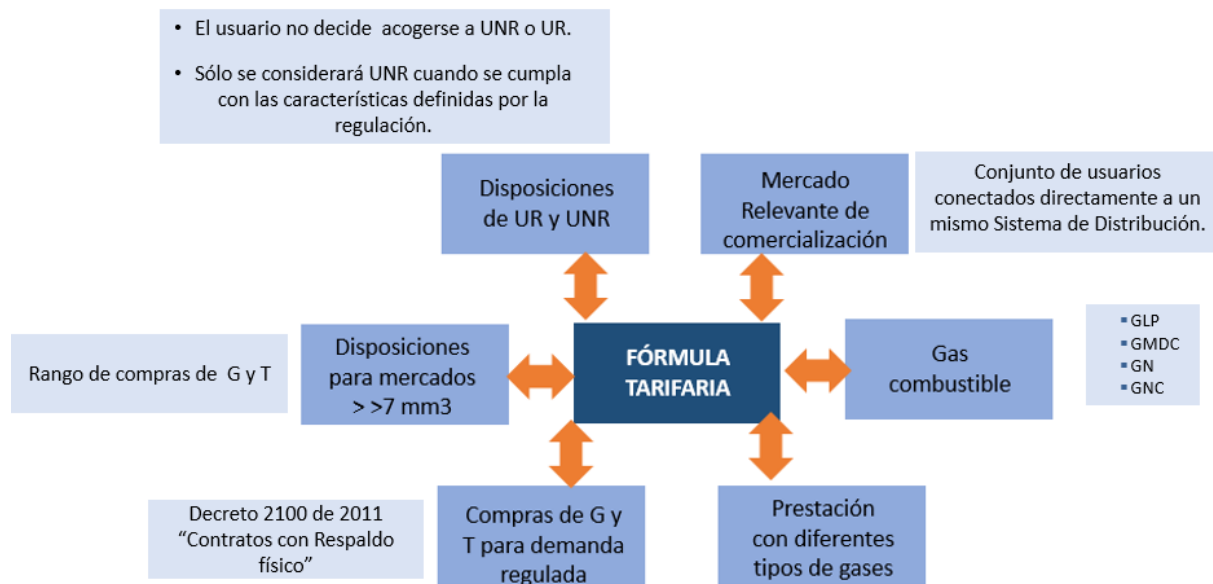 • El usuario no decide acogerse a UNR o UR.
• Sólo se considerará UNR cuando se cumpla
con las características definidas por la
regulación.
Disposiciones
de UR y UNR
Mercado
Relevante de
comercialización
Conjunto de usuarios
conectados directamente a un
mismo Sistema de Distribución.
Rango de compras de G y T
Disposiciones
para mercados
> >7 mm3
FÓRMULA
TARIFARIA
Gas
combustible
▪ GLP
▪ GMDC
▪ GN
▪ GNC
Decreto 2100 de 2011
“Contratos con Respaldo
físico”
Compras de G y
T para demanda
regulada
Prestación
con diferentes
tipos de gases